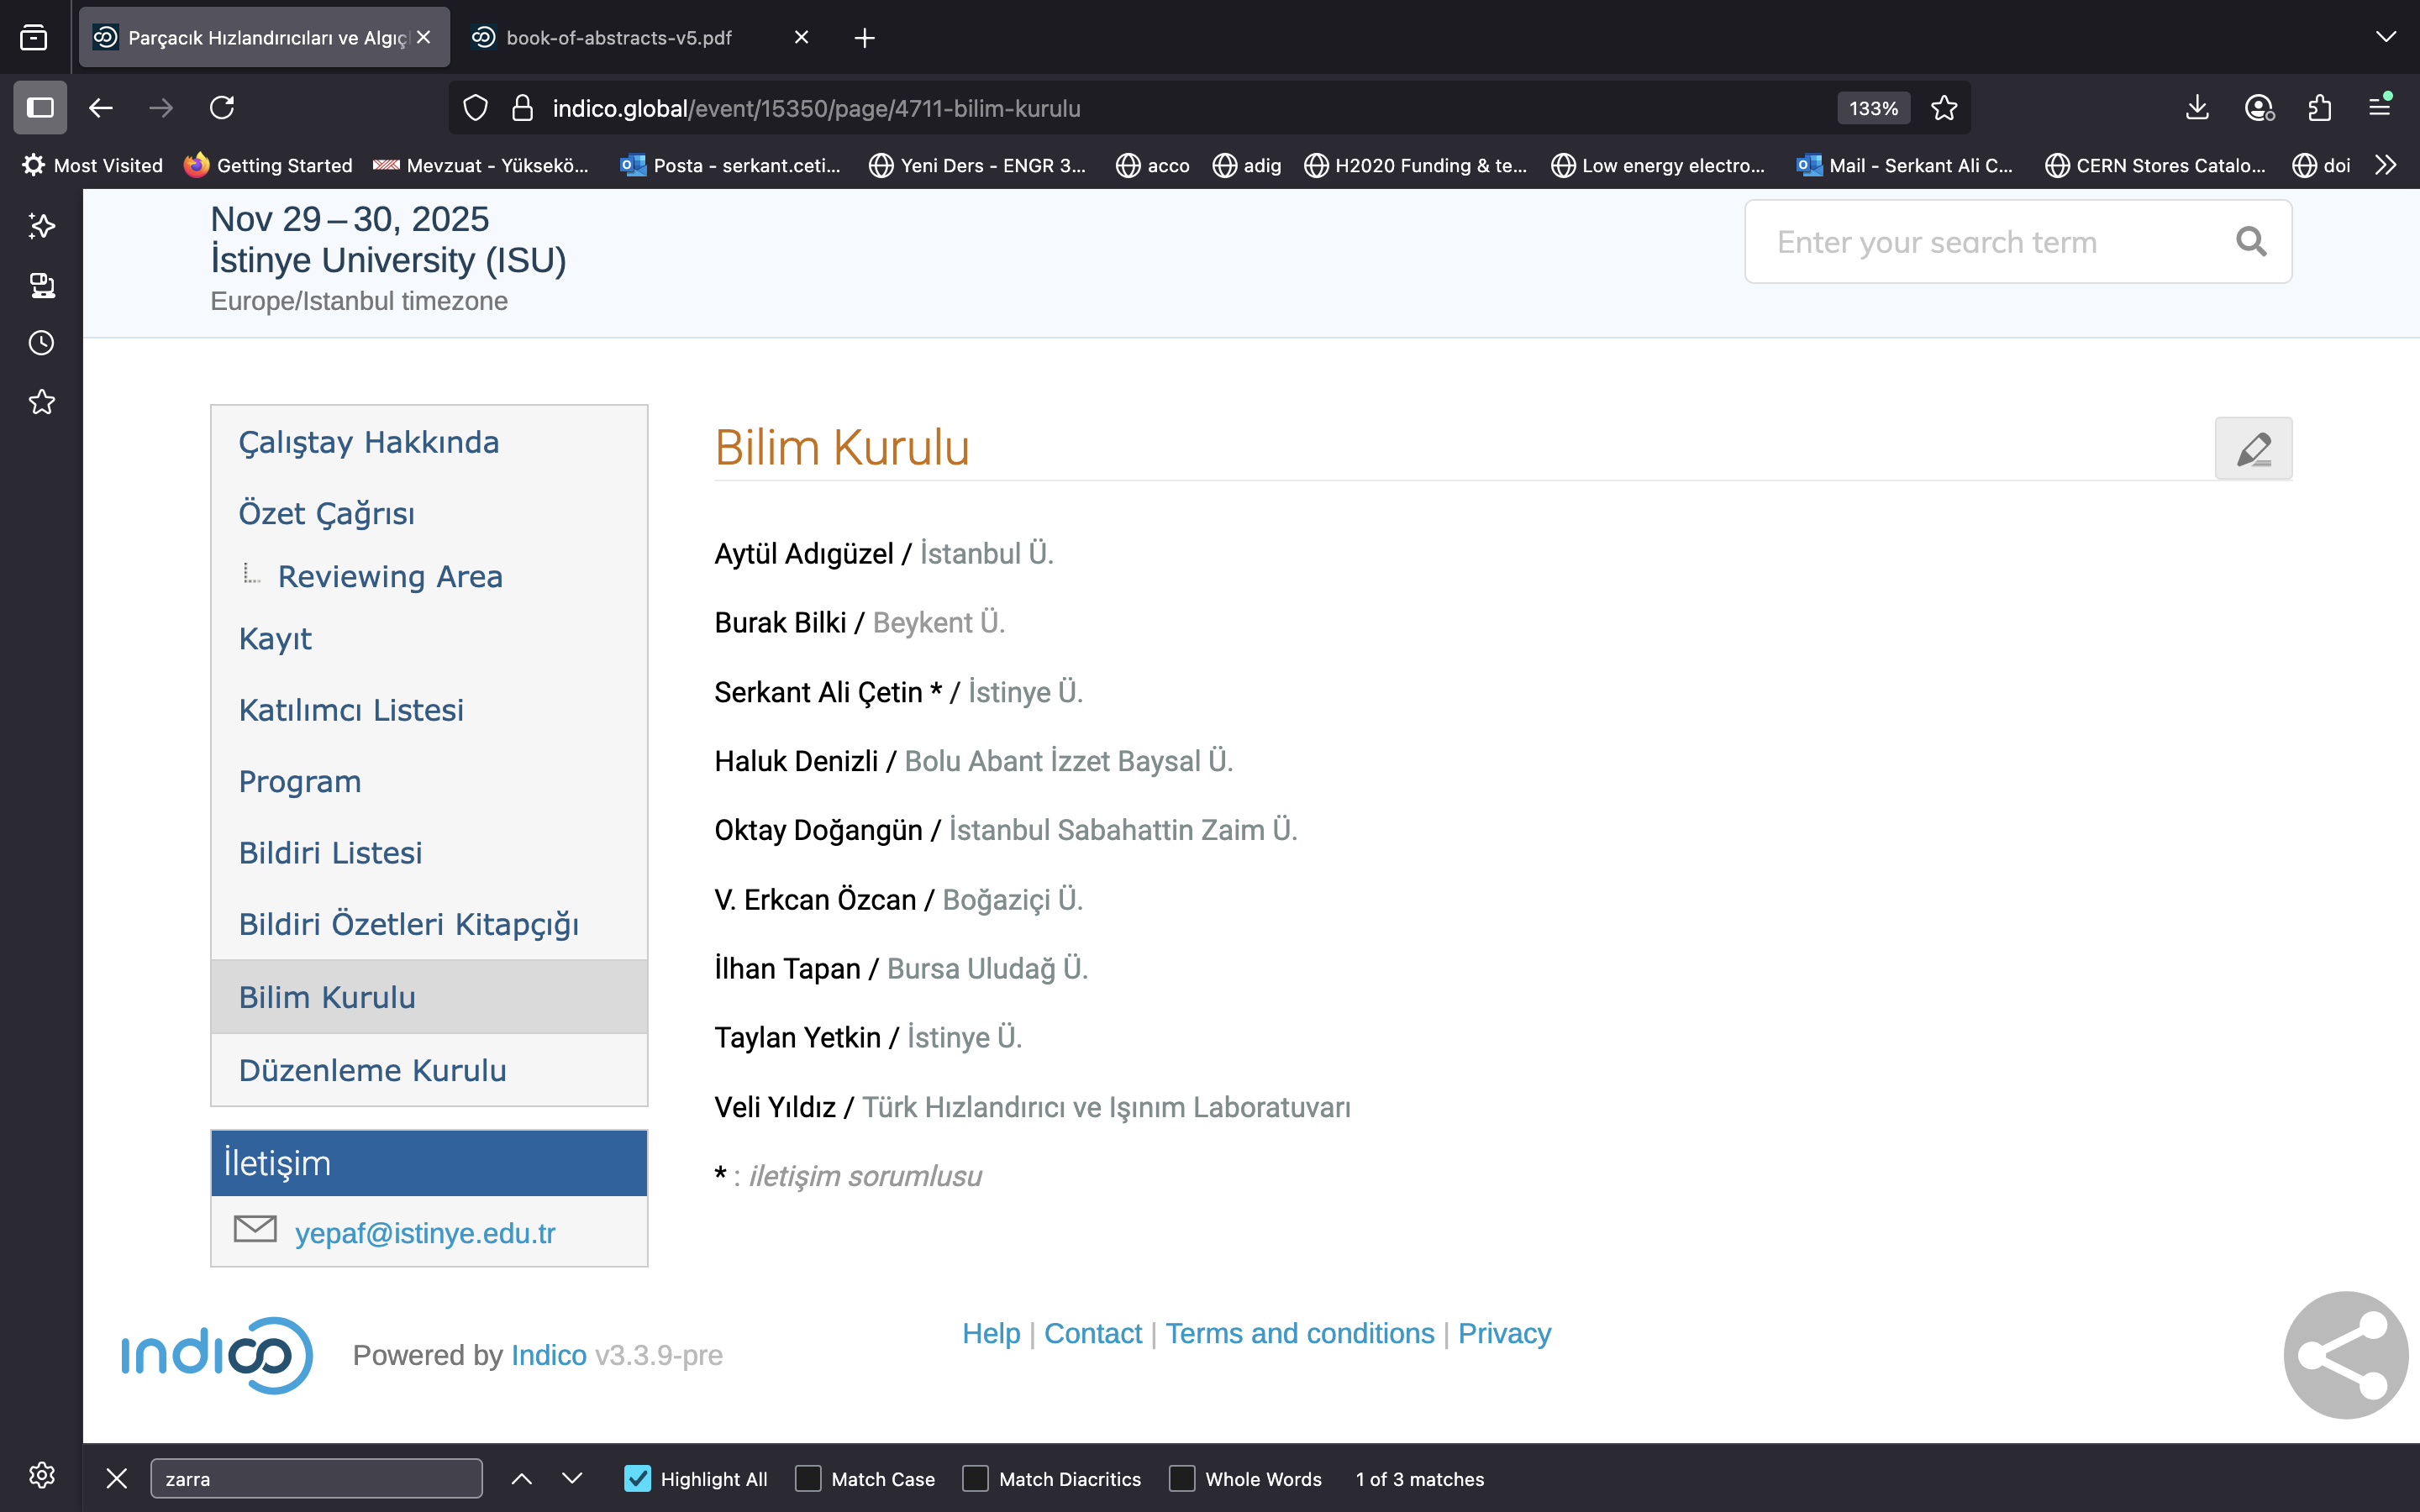 Parçacık Hızlandırıcıları ve Algıç
book-of-abstracts-v5.pdf
indico.global/event/15350/page/4711-bilim-kurulu
133%
Most Visited
Getting Started
Mevzuat - Yüksekö...
Posta - serkant.ceti...
Yeni Ders - ENGR 3...
acco
adig
H2020 Funding & te...
Low energy electro...
Mail - Serkant Ali C...
CERN Stores Catalo...
doi
Nov 29 – 30, 2025
İstinye University (ISU)
Europe/Istanbul timezone
Enter your search term
Çalıştay Hakkında
Özet Çağrısı
Reviewing Area
Kayıt
Katılımcı Listesi
Program
Bildiri Listesi
Bildiri Özetleri Kitapçığı
Bilim Kurulu
Düzenleme Kurulu
İletişim
yepaf@istinye.edu.tr
Bilim Kurulu
Aytül Adıgüzel / İstanbul Ü.
Burak Bilki / Beykent Ü.
Serkant Ali Çetin * / İstinye Ü.
Haluk Denizli / Bolu Abant İzzet Baysal Ü.
Oktay Doğangün / İstanbul Sabahattin Zaim Ü.
V. Erkcan Özcan / Boğaziçi Ü.
İlhan Tapan / Bursa Uludağ Ü.
Taylan Yetkin / İstinye Ü.
Veli Yıldız / Türk Hızlandırıcı ve Işınım Laboratuvarı
* : iletişim sorumlusu
indico
Powered by Indico v3.3.9-pre
Help | Contact | Terms and conditions | Privacy
zarra
Highlight All
Match Case
Match Diacritics
Whole Words
1 of 3 matches